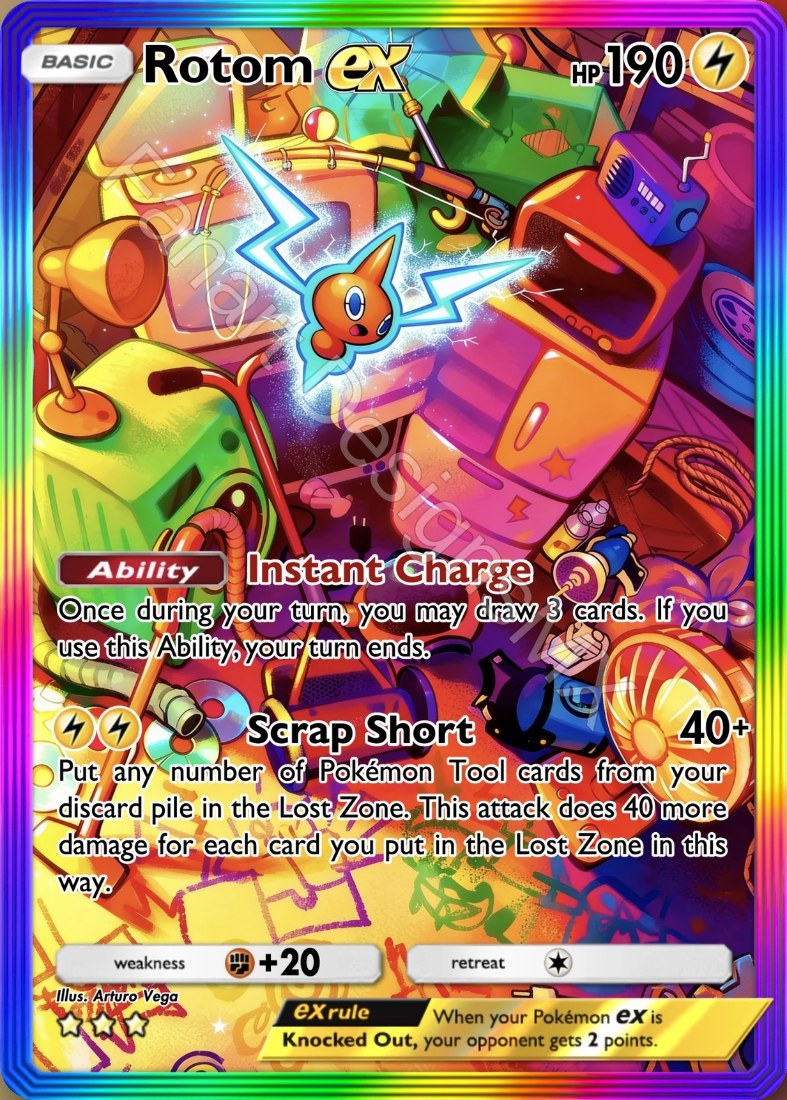 BASIC Rotom ex HP 190
Ability Instant Charge
Once during your turn, you may draw 3 cards. If you
use this Ability, your turn ends.
Scrap Short 40+
Put any number of Pokémon Tool cards from your
discard pile in the Lost Zone. This attack does 40 more
damage for each card you put in the Lost Zone in this
way.
weakness +20 retreat
Illus. Arturo Vega
ex rule When your Pokémon ex is
Knocked Out, your opponent gets 2 points.